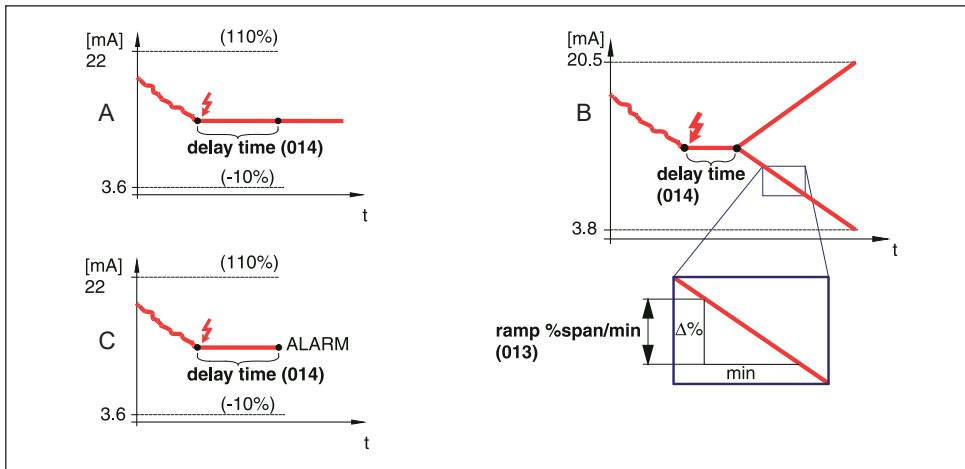 [mA]
22
(110%)
A
delay time (014)
3.6
(-10%)
t
[mA]
20.5
B
delay time
(014)
3.8
t
[mA]
22
(110%)
C
ALARM
delay time (014)
3.6
(-10%)
t
ramp %span/min
(013)
Δ%
min